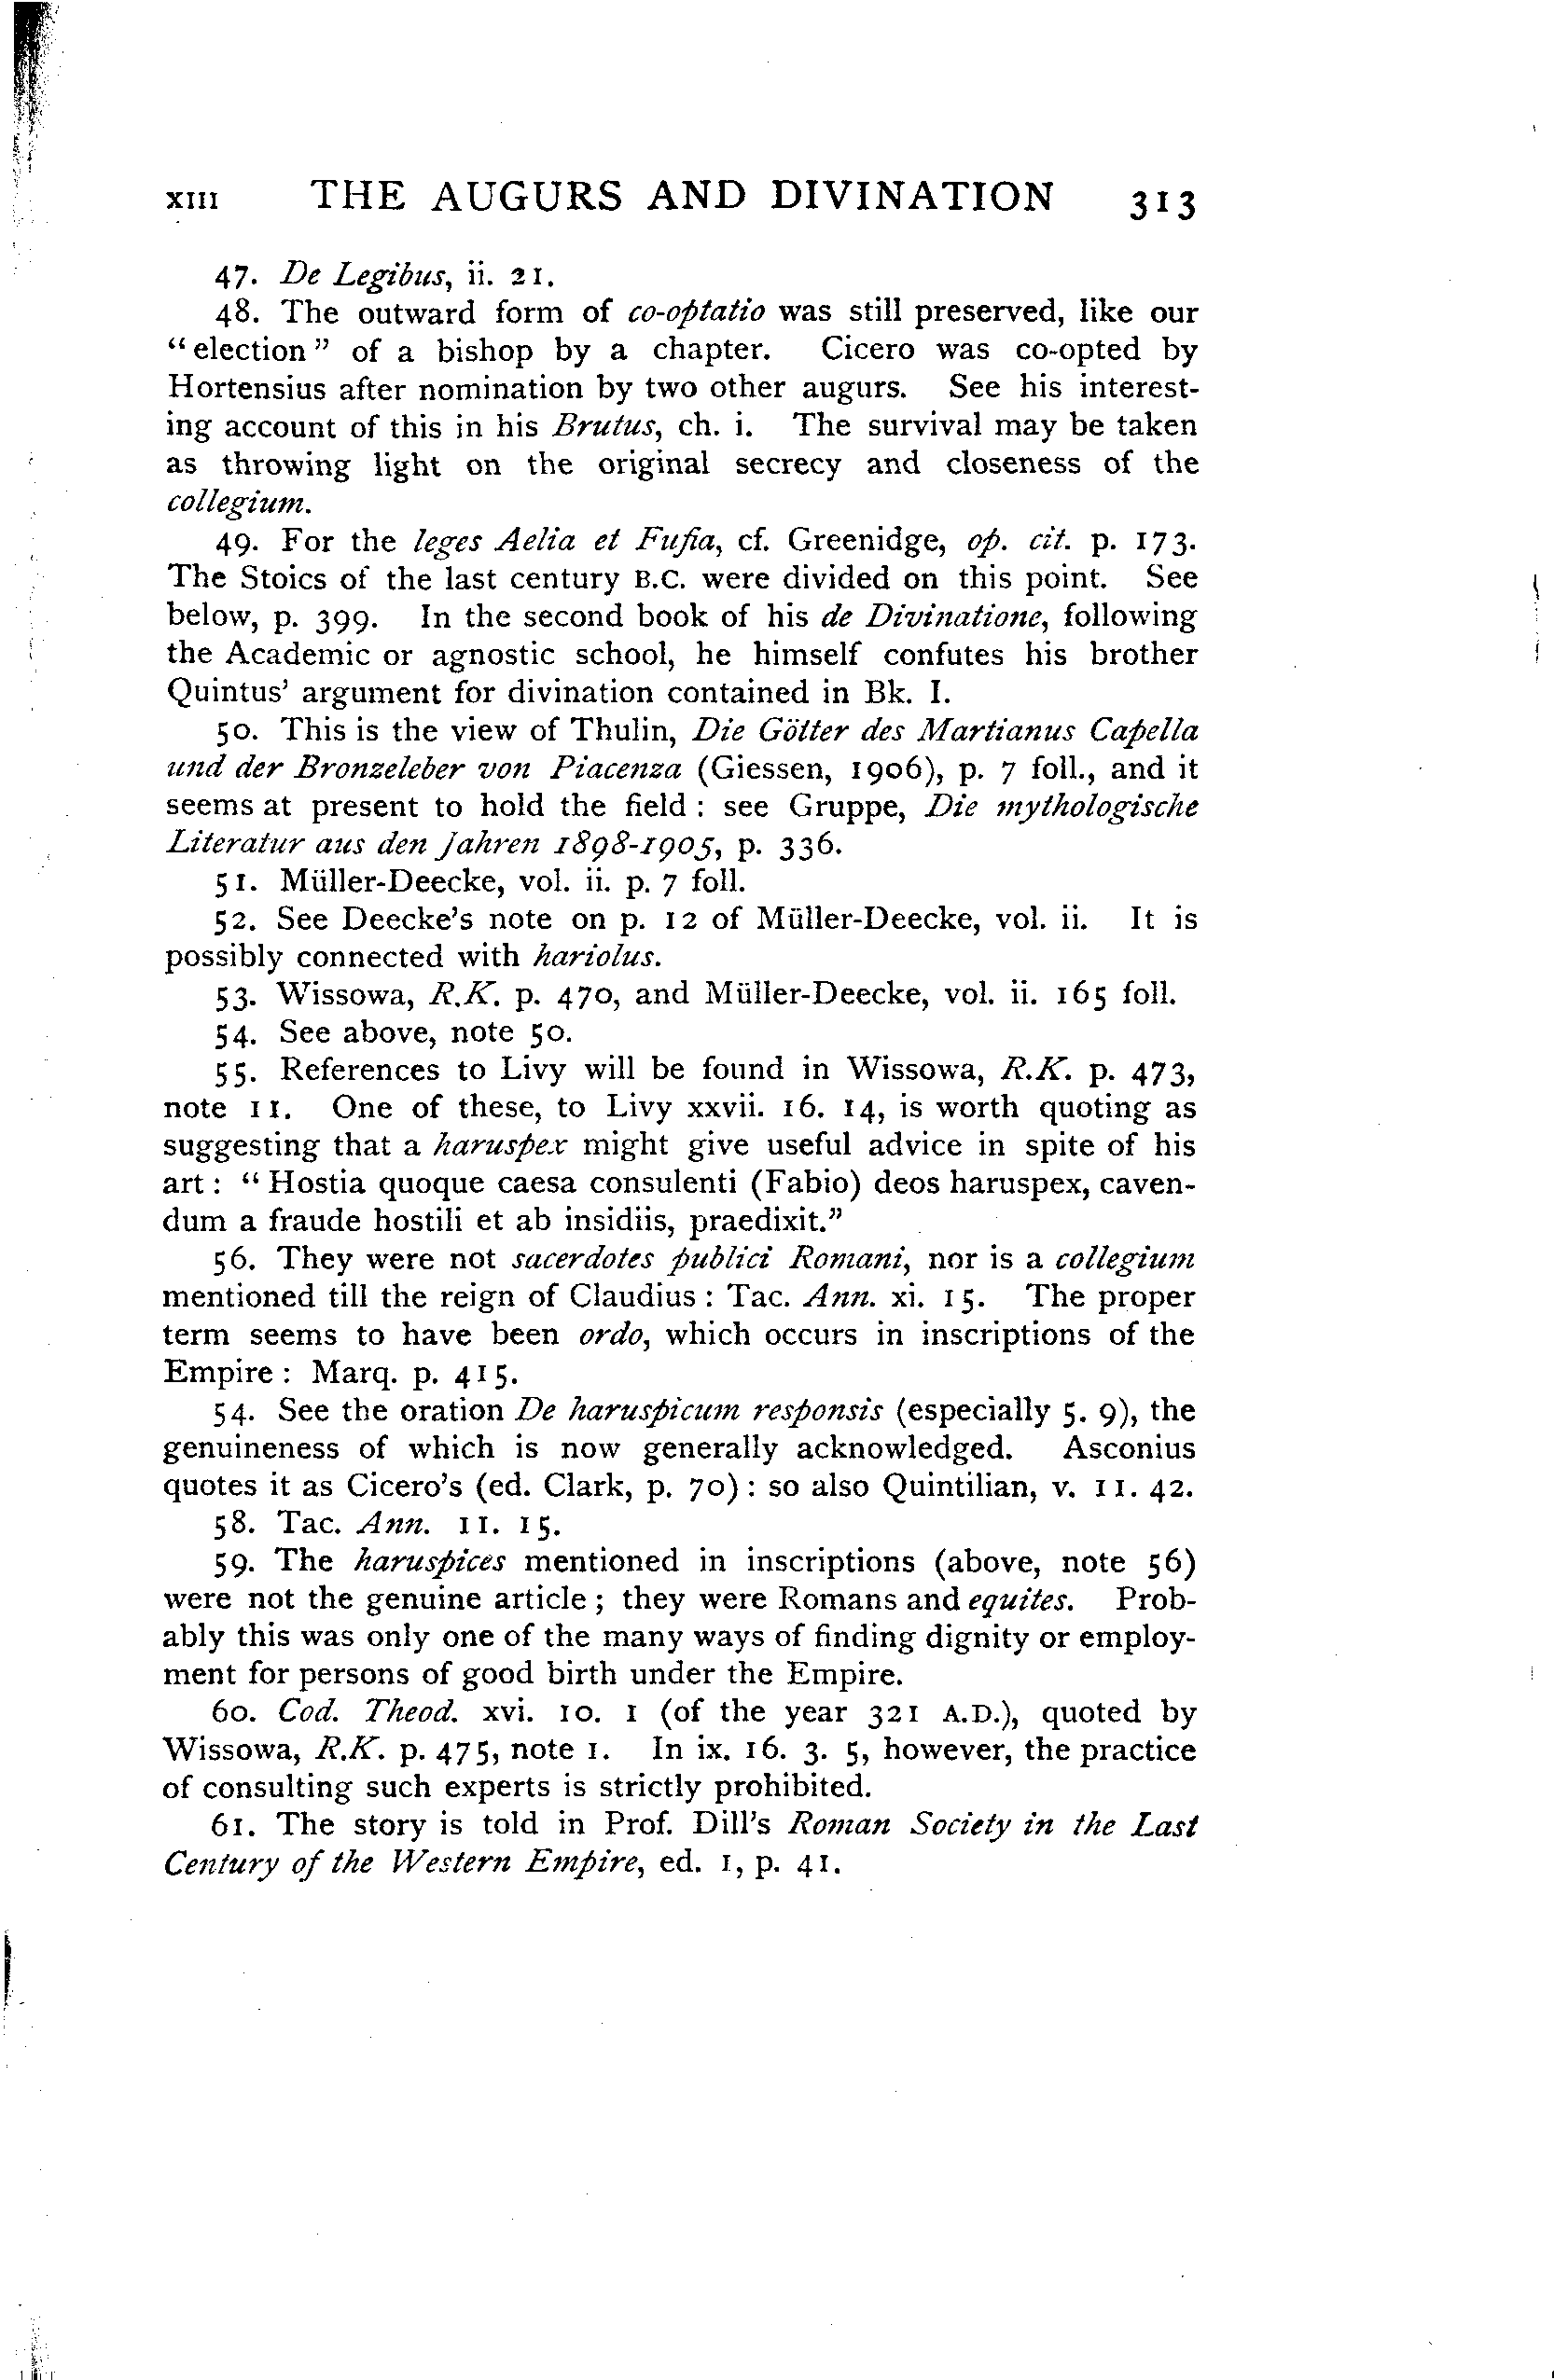 XIII THE AUGURS AND DIVINATION 313
47. De Legibus, ii. 21.
48. The outward form of co-optatio was still preserved, like our
“election” of a bishop by a chapter. Cicero was co-opted by
Hortensius after nomination by two other augurs. See his interest-
ing account of this in his Brutus, ch. i. The survival may be taken
as throwing light on the original secrecy and closeness of the
collegium.
49. For the leges Aelia et Fufia, cf. Greenidge, op. cit. p. 173.
The Stoics of the last century B.C. were divided on this point. See
below, p. 399. In the second book of his de Divinatione, following
the Academic or agnostic school, he himself confutes his brother
Quintus’ argument for divination contained in Bk. I.
50. This is the view of Thulin, Die Götter des Martianus Capella
und der Bronzeleber von Piacenza (Giessen, 1906), p. 7 foll., and it
seems at present to hold the field : see Gruppe, Die mythologische
Literatur aus den Jahren 1898-1905, p. 336.
51. Müller-Deecke, vol. ii. p. 7 foll.
52. See Deecke’s note on p. 12 of Müller-Deecke, vol. ii. It is
possibly connected with hariolus.
53. Wissowa, R.K. p. 470, and Müller-Deecke, vol. ii. 165 foll.
54. See above, note 50.
55. References to Livy will be found in Wissowa, R.K. p. 473,
note 11. One of these, to Livy xxvii. 16. 14, is worth quoting as
suggesting that a haruspex might give useful advice in spite of his
art : “Hostia quoque caesa consulenti (Fabio) deos haruspex, caven-
dum a fraude hostili et ab insidiis, praedixit.”
56. They were not sacerdotes publici Romani, nor is a collegium
mentioned till the reign of Claudius : Tac. Ann. xi. 15. The proper
term seems to have been ordo, which occurs in inscriptions of the
Empire : Marq. p. 415.
54. See the oration De haruspicum responsis (especially 5. 9), the
genuineness of which is now generally acknowledged. Asconius
quotes it as Cicero’s (ed. Clark, p. 70) : so also Quintilian, v. 11. 42.
58. Tac. Ann. 11. 15.
59. The haruspices mentioned in inscriptions (above, note 56)
were not the genuine article ; they were Romans and equites. Prob-
ably this was only one of the many ways of finding dignity or employ-
ment for persons of good birth under the Empire.
60. Cod. Theod. xvi. 10. 1 (of the year 321 A.D.), quoted by
Wissowa, R.K. p. 475, note 1. In ix. 16. 3. 5, however, the practice
of consulting such experts is strictly prohibited.
61. The story is told in Prof. Dill’s Roman Society in the Last
Century of the Western Empire, ed. 1, p. 41.